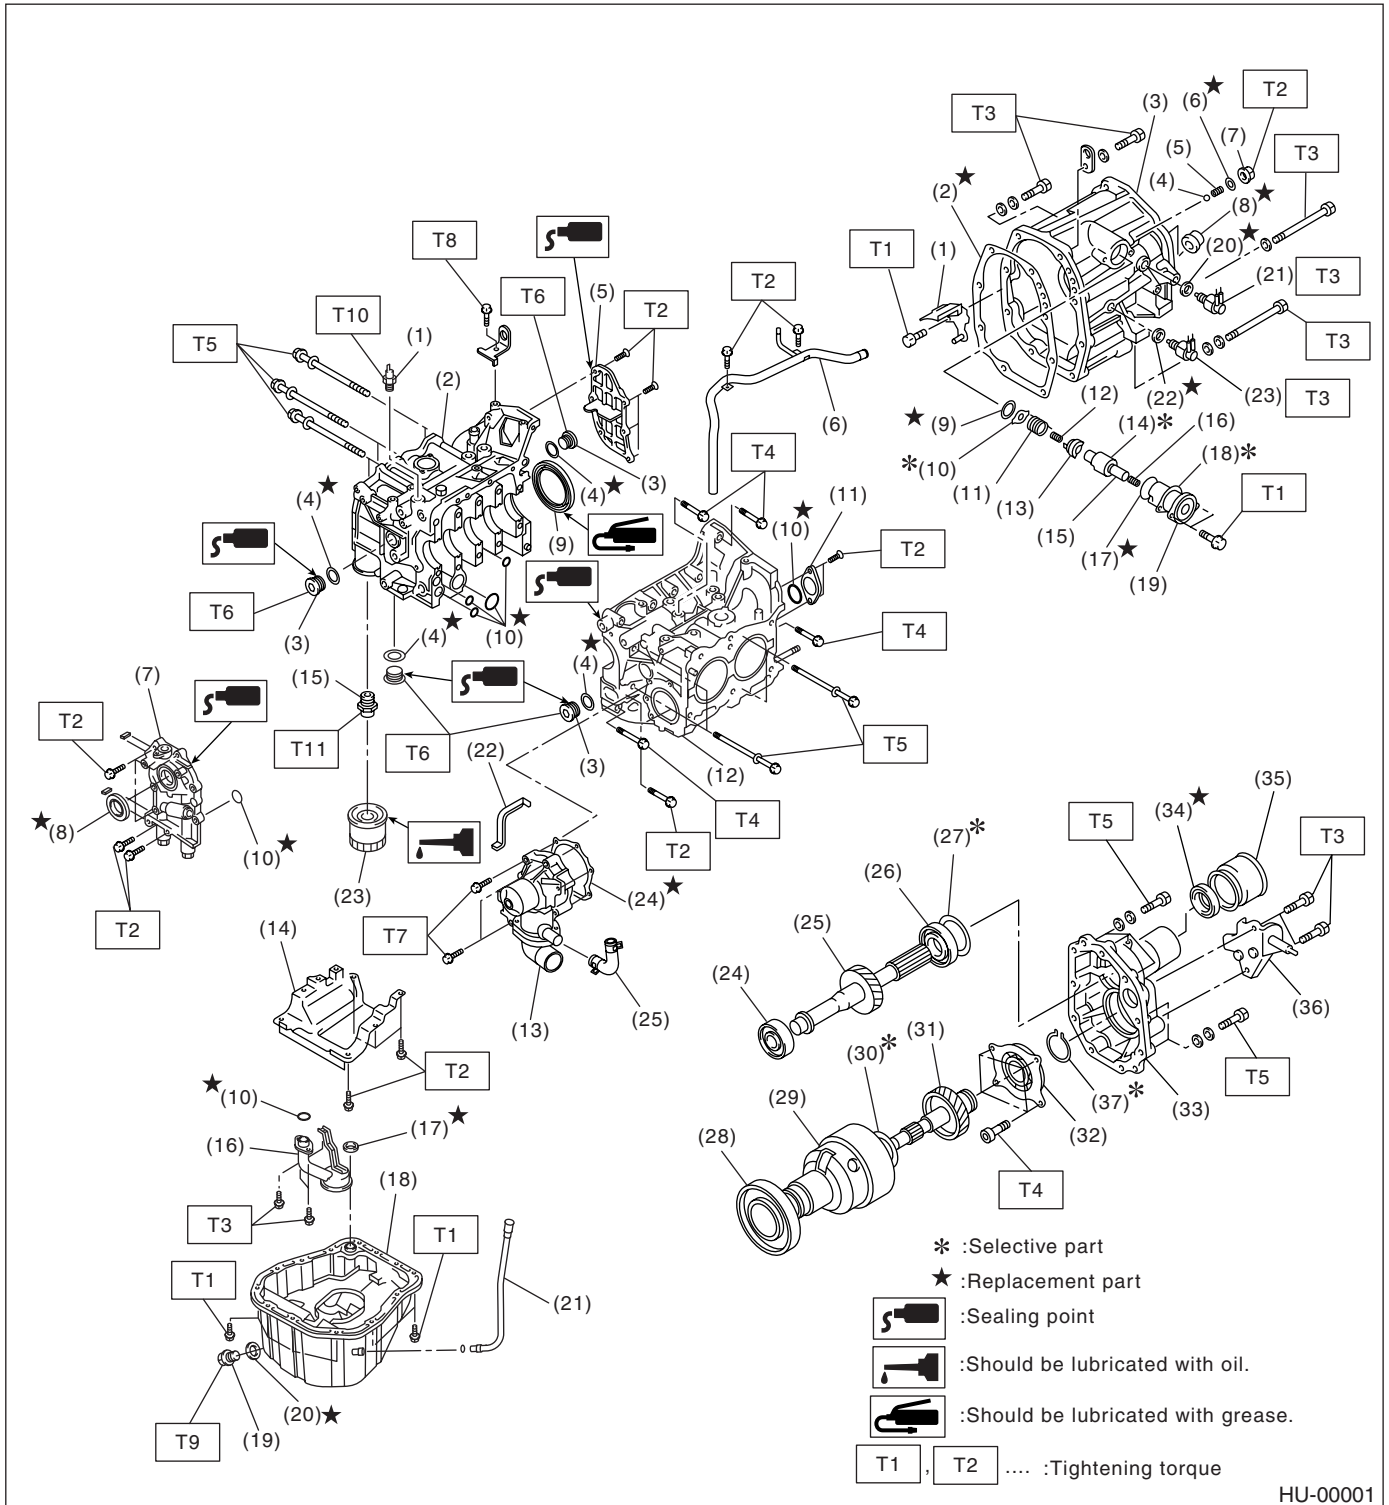 T3
(6)★
T2
(3)
(7)
(5)
T3
(4)
(2)★
(8)★
T8
T1
(1)
(20)★
T2
T6
(5)
T2
(21)
T3
T10
T5
(1)
T3
(2)
(12)
(22)★
(23)
(6)
(14)*
(16)
T3
★(9)
T4
(18)*
*(10)
(3)
(4)★
(4)★
(11)
(11)
(13)
T1
(10)★
(9)
(15)
T2
(17)★
(19)
T6
(3)
(4)★
(10)★
T4
(4)★
(7)
(15)
T2
T11
T6
(22)
(3)
(12)
T5
(35)
(34)★
★(8)
(10)★
T4
T5
T3
T2
(27)*
(23)
(24)★
(26)
T2
T7
(14)
(25)
(24)
(13)
(25)
(36)
(31)
(30)*
T2
T5
★(10)
(29)
(37)*
(33)
(17)★
(32)
(16)
(28)
(18)
T4
T3
T1
* :Selective part
T1
★ :Replacement part
(21)
:Sealing point
:Should be lubricated with oil.
(20)★
:Should be lubricated with grease.
T9
(19)
T1 , T2 .... :Tightening torque
HU-00001